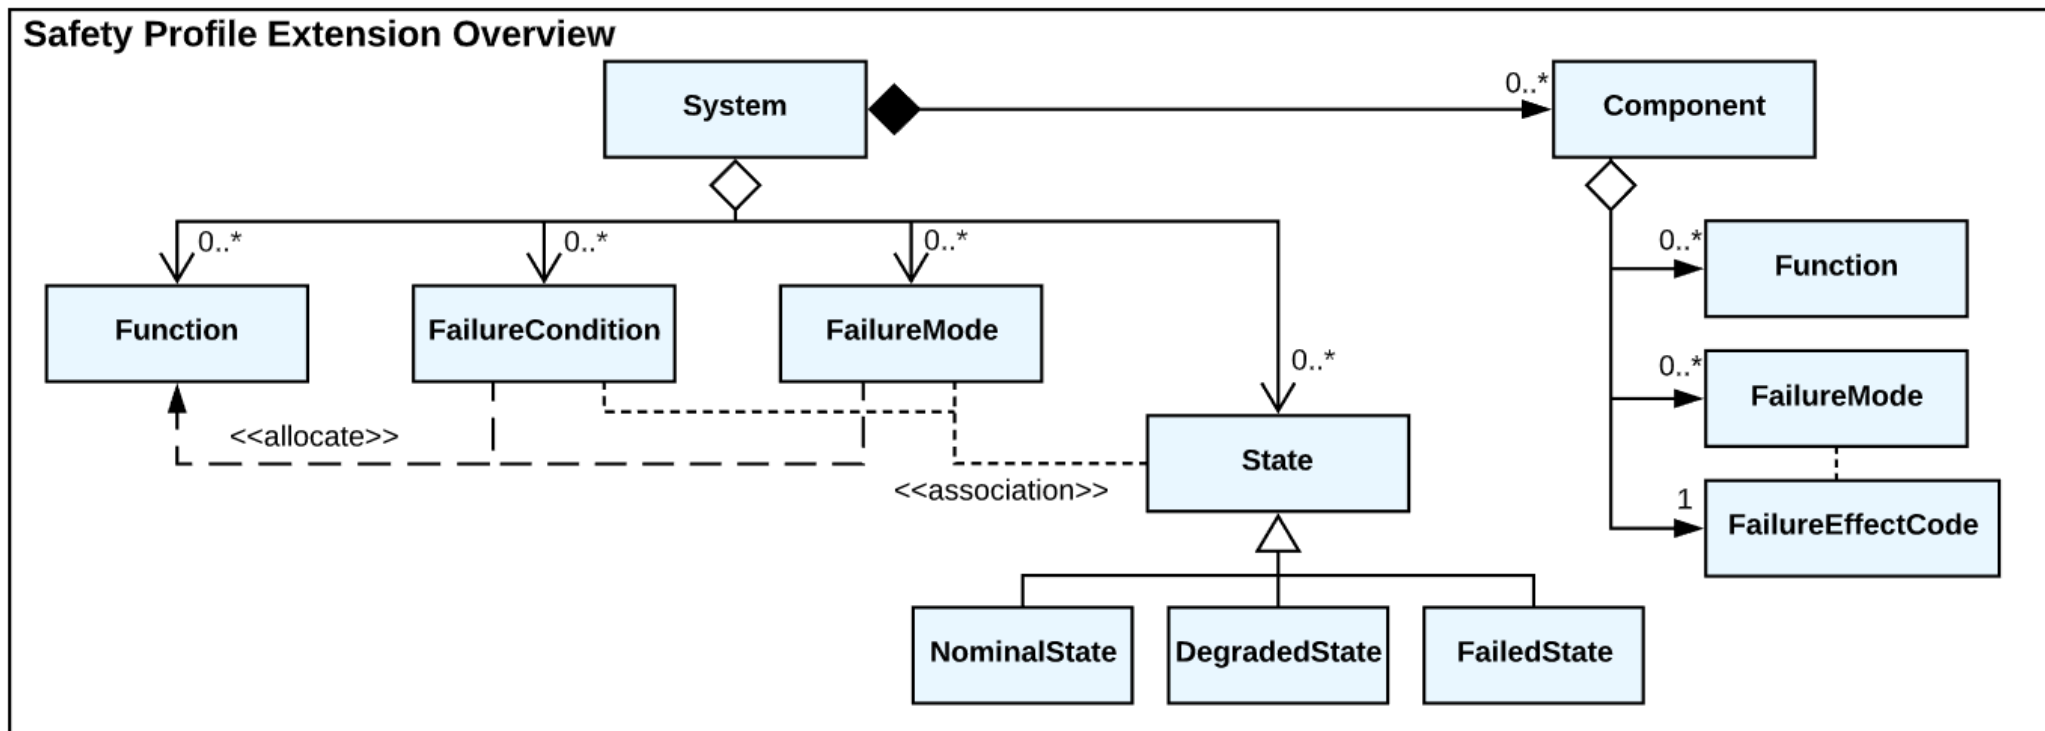 Safety Profile Extension Overview
System
0..*
Component
0..*
0..*
0..*
0..*
Function
Function
FailureCondition
FailureMode
0..*
0..*
FailureMode
<<allocate>>
State
<<association>>
1
FailureEffectCode
NominalState
DegradedState
FailedState